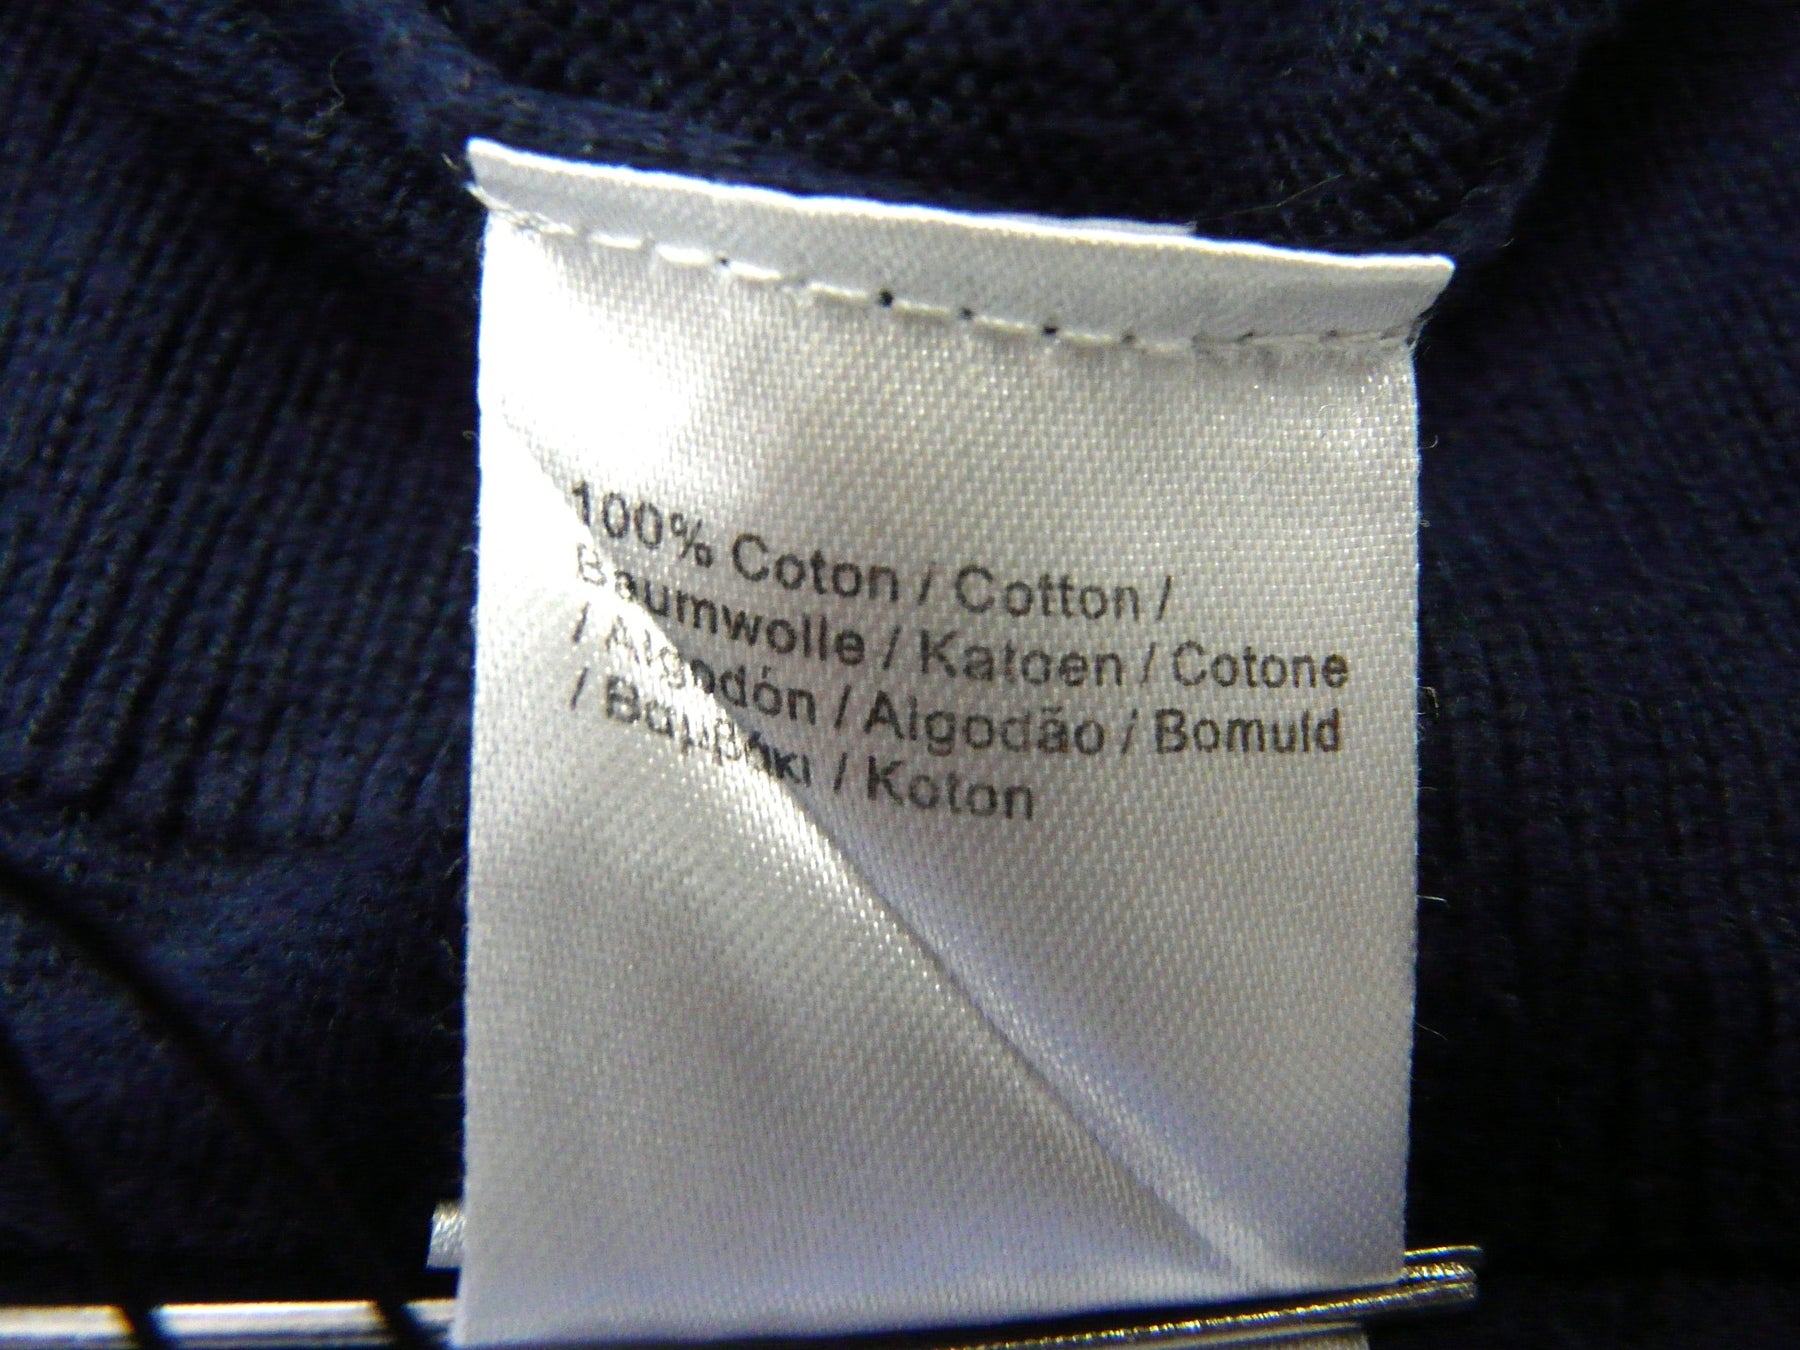 100% Coton / Cotton /
Baumwolle / Katoen / Cotone
/ Algodón / Algodão / Bomuld
/ Βαμβάκι / Koton